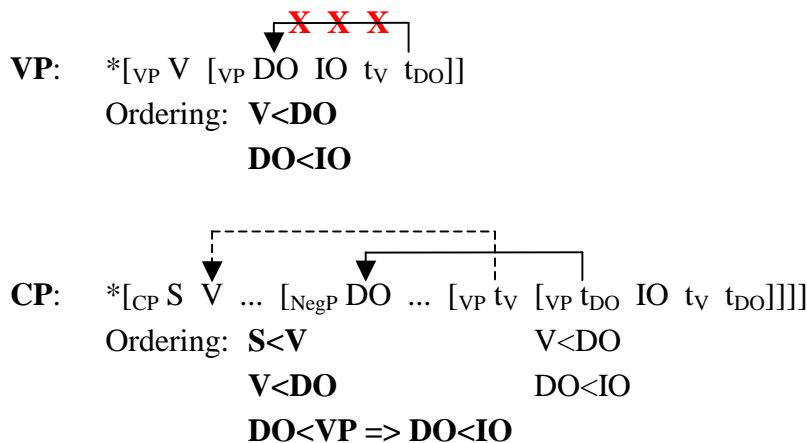 X X X
VP: *[VP V [VP DO IO tV tDO]]
Ordering: V<DO
DO<IO
CP: *[CP S V ... [NegP DO ... [VP tV [VP tDO IO tV tDO]]]]
Ordering: S<V V<DO
V<DO DO<IO
DO<VP => DO<IO